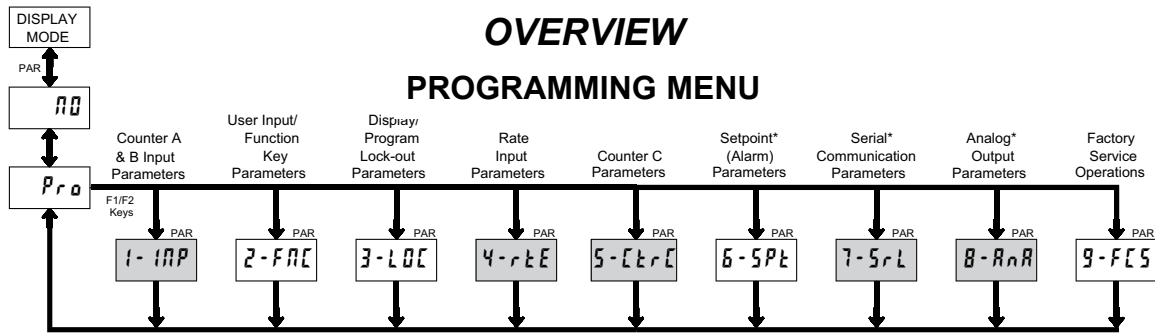 DISPLAY
MODE
OVERVIEW
PAR
PROGRAMMING MENU
NO
Pro
F1/F2
Keys
Counter A
& B Input
Parameters
User Input/
Function
Key
Parameters
Display/
Program
Lock-out
Parameters
Rate
Input
Parameters
Counter C
Parameters
Setpoint*
(Alarm)
Parameters
Serial*
Communication
Parameters
Analog*
Output
Parameters
Factory
Service
Operations
PAR PAR PAR PAR PAR PAR PAR PAR PAR
1-INP 2-FNC 3-LOC 4-rtE 5-CtrC 6-SPt 7-SrL 8-AnA 9-FCS